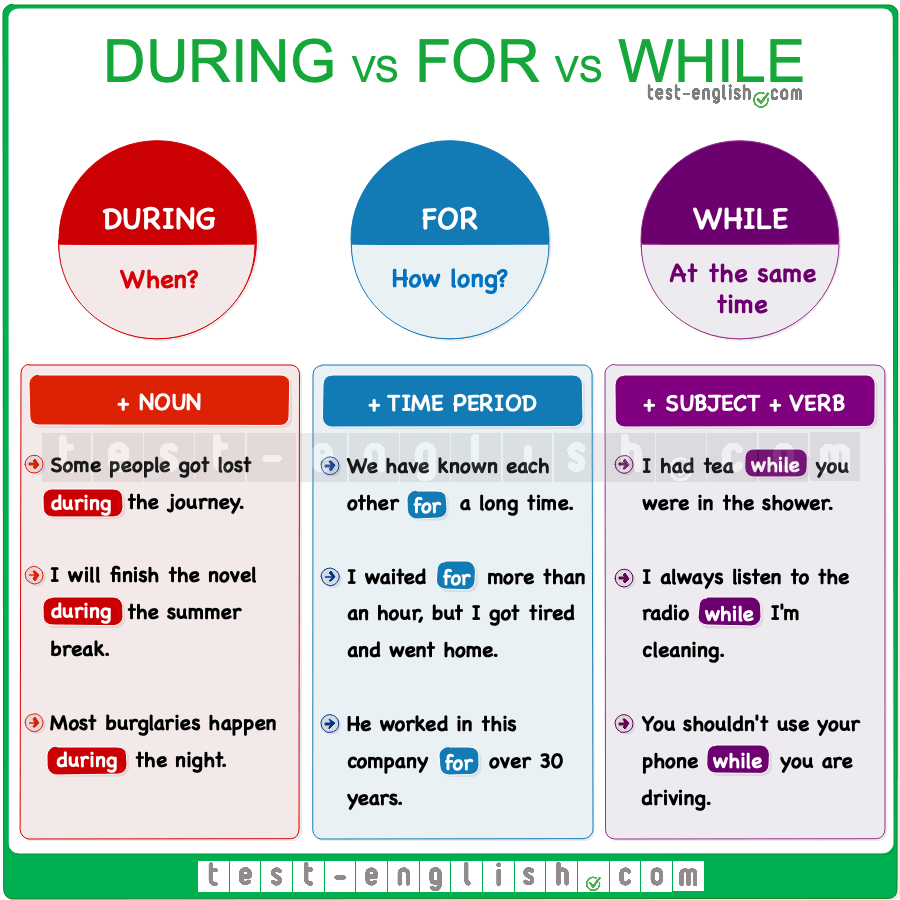 DURING vs FOR vs WHILE
test-english.com
DURING
When?
FOR
How long?
WHILE
At the same
time
+ NOUN
Some people got lost
during the journey.
I will finish the novel
during the summer
break.
Most burglaries happen
during the night.
+ TIME PERIOD
We have known each
other for a long time.
I waited for more than
an hour, but I got tired
and went home.
He worked in this
company for over 30
years.
+ SUBJECT + VERB
I had tea while you
were in the shower.
I always listen to the
radio while I'm
cleaning.
You shouldn't use your
phone while you are
driving.
test-english.com
test-english.com